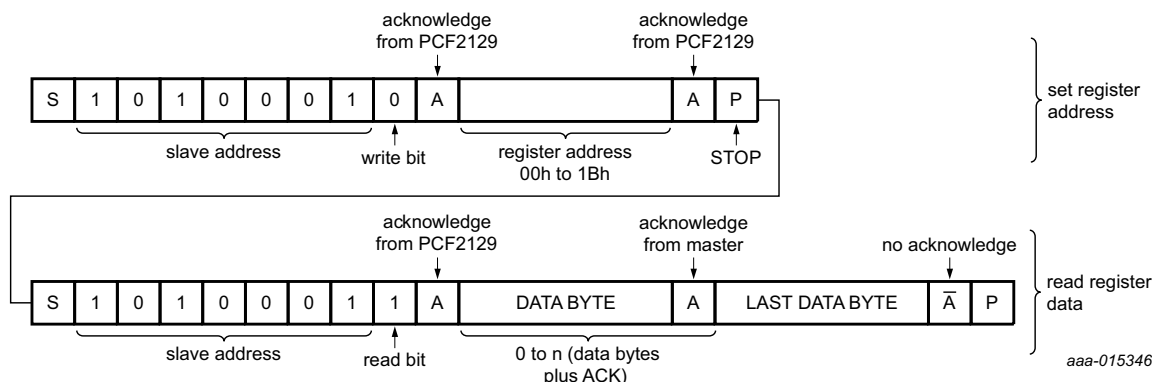 acknowledge
from PCF2129
acknowledge
from PCF2129
S 1 0 1 0 0 0 1 0 A A P
set register
address
slave address
write bit
register address
00h to 1Bh
STOP
acknowledge
from PCF2129
acknowledge
from master
no acknowledge
S 1 0 1 0 0 0 1 1 A DATA BYTE A LAST DATA BYTE A̅ P
read register
data
slave address
read bit
0 to n (data bytes
plus ACK)
aaa-015346